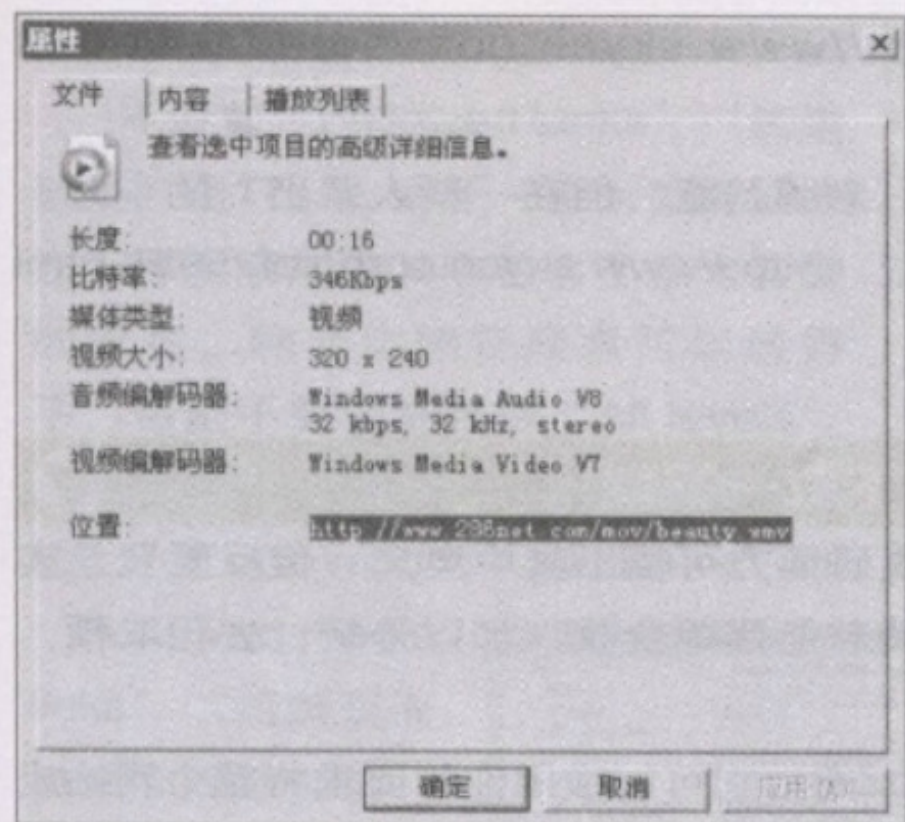 属性
文件 内容 播放列表
查看选中项目的高级详细信息。
长度: 00:16
比特率: 346Kbps
媒体类型: 视频
视频大小: 320 x 240
音频编解码器: Windows Media Audio V8
32 kbps, 32 kHz, stereo
视频编解码器: Windows Media Video V7
位置: http://www.298net.com/mov/beauty.wmv
确定 取消 应用(A)